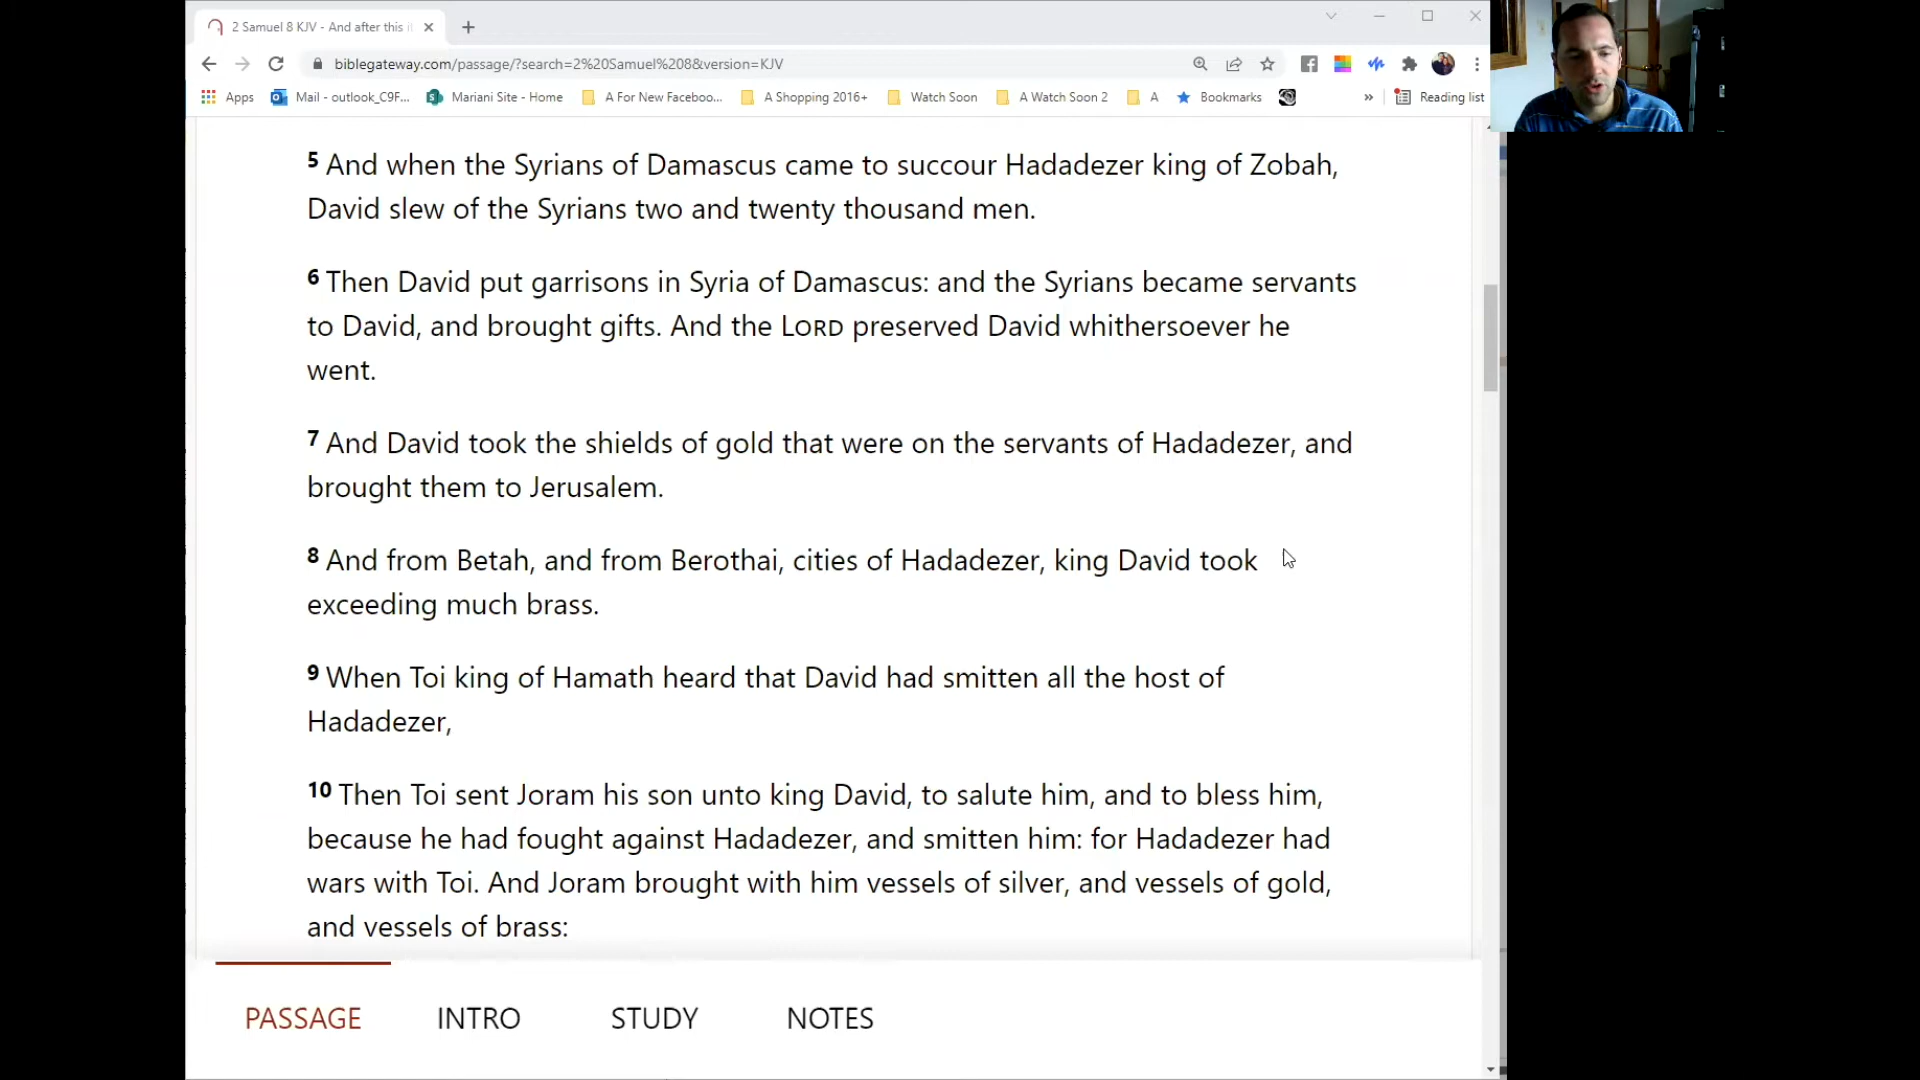 2 Samuel 8 KJV - And after this i
biblegateway.com/passage/?search=2%20Samuel%208&version=KJV
Apps Mail - outlook_C9F... Mariani Site - Home A For New Faceboo... A Shopping 2016+ Watch Soon A Watch Soon 2 A Bookmarks » Reading list
5 And when the Syrians of Damascus came to succour Hadadezer king of Zobah,
David slew of the Syrians two and twenty thousand men.
6 Then David put garrisons in Syria of Damascus: and the Syrians became servants
to David, and brought gifts. And the LORD preserved David whithersoever he
went.
7 And David took the shields of gold that were on the servants of Hadadezer, and
brought them to Jerusalem.
8 And from Betah, and from Berothai, cities of Hadadezer, king David took
exceeding much brass.
9 When Toi king of Hamath heard that David had smitten all the host of
Hadadezer,
10 Then Toi sent Joram his son unto king David, to salute him, and to bless him,
because he had fought against Hadadezer, and smitten him: for Hadadezer had
wars with Toi. And Joram brought with him vessels of silver, and vessels of gold,
and vessels of brass:
PASSAGE INTRO STUDY NOTES